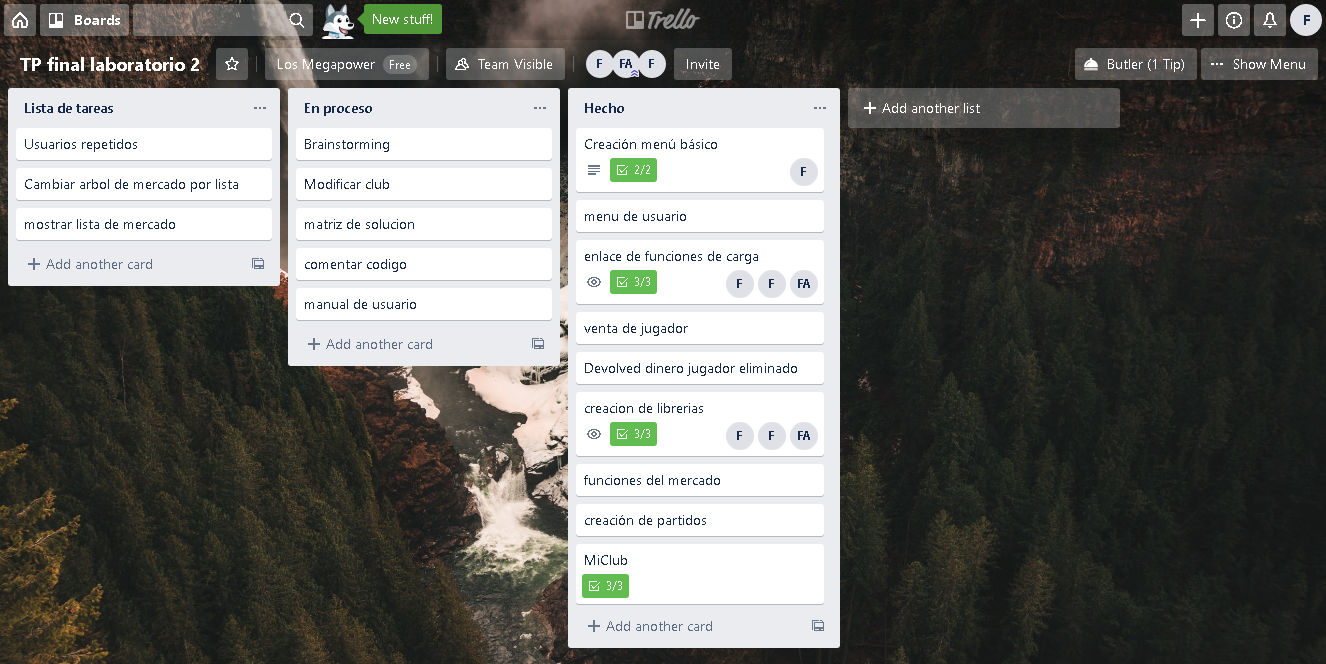 Boards
New stuff!
Trello
F
TP final laboratorio 2
Los Megapower Free
Team Visible
F FA F
Invite
Butler (1 Tip)
... Show Menu
Lista de tareas
Usuarios repetidos
Cambiar arbol de mercado por lista
mostrar lista de mercado
+ Add another card
En proceso
Brainstorming
Modificar club
matriz de solucion
comentar codigo
manual de usuario
+ Add another card
Hecho
Creación menú básico
2/2 F
menu de usuario
enlace de funciones de carga
3/3 F F FA
venta de jugador
Devolved dinero jugador eliminado
creacion de librerias
3/3 F F FA
funciones del mercado
creación de partidos
MiClub
3/3
+ Add another card
+ Add another list